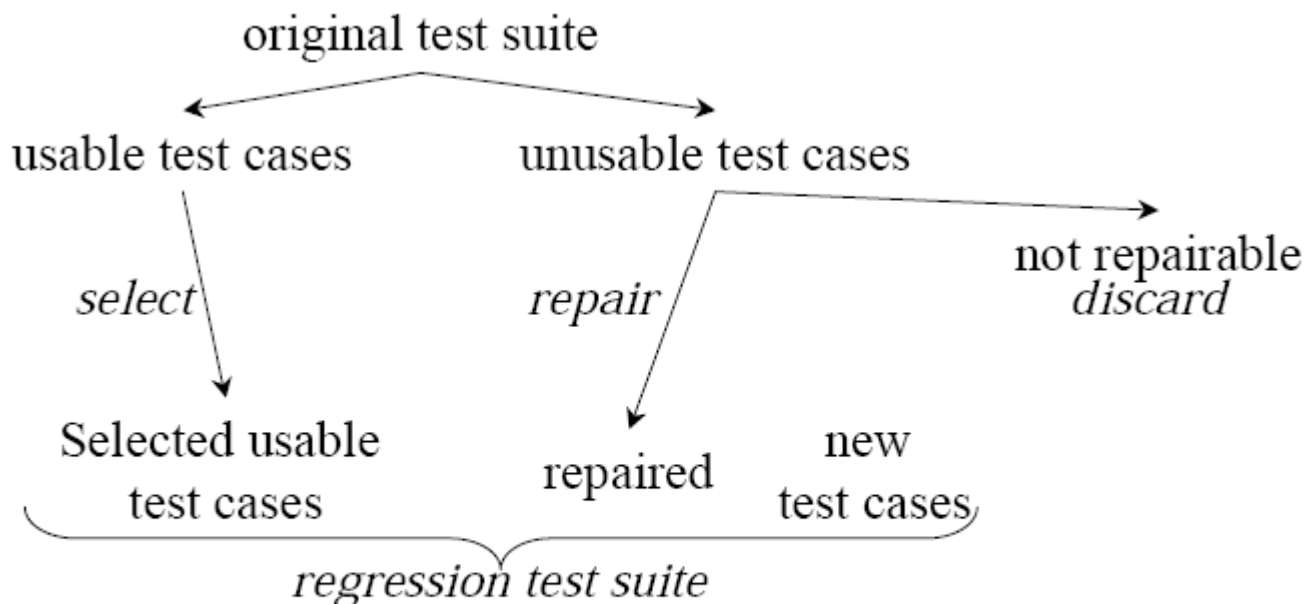 original test suite
usable test cases
unusable test cases
not repairable
discard
select
repair
Selected usable
test cases
repaired
new
test cases
regression test suite